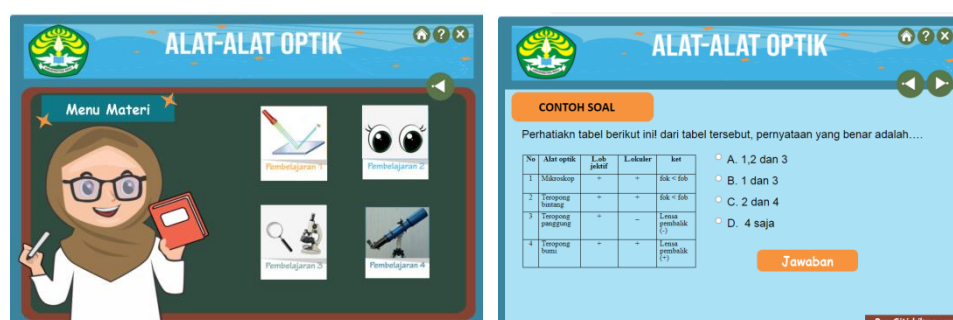 ALAT-ALAT OPTIK
?
X
Menu Materi
Pembelajaran 1
Pembelajaran 2
Pembelajaran 3
Pembelajaran 4
ALAT-ALAT OPTIK
?
X
CONTOH SOAL
Perhatiakn tabel berikut ini! dari tabel tersebut, pernyataan yang benar adalah....
No Alat optik L.ob L.okuler ket
jektif
1 Mikroskop + + fok < fob
2 Teropong + + fok < fob
bintang
3 Teropong + - Lensa
panggung pembalik
(-)
4 Teropong + + Lensa
bumi pembalik
(+)
A. 1,2 dan 3
B. 1 dan 3
C. 2 dan 4
D. 4 saja
Jawaban